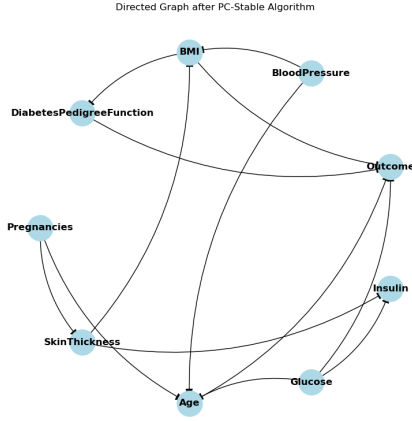 Directed Graph after PC-Stable Algorithm
BMI
BloodPressure
DiabetesPedigreeFunction
Outcome
Pregnancies
Insulin
SkinThickness
Glucose
Age